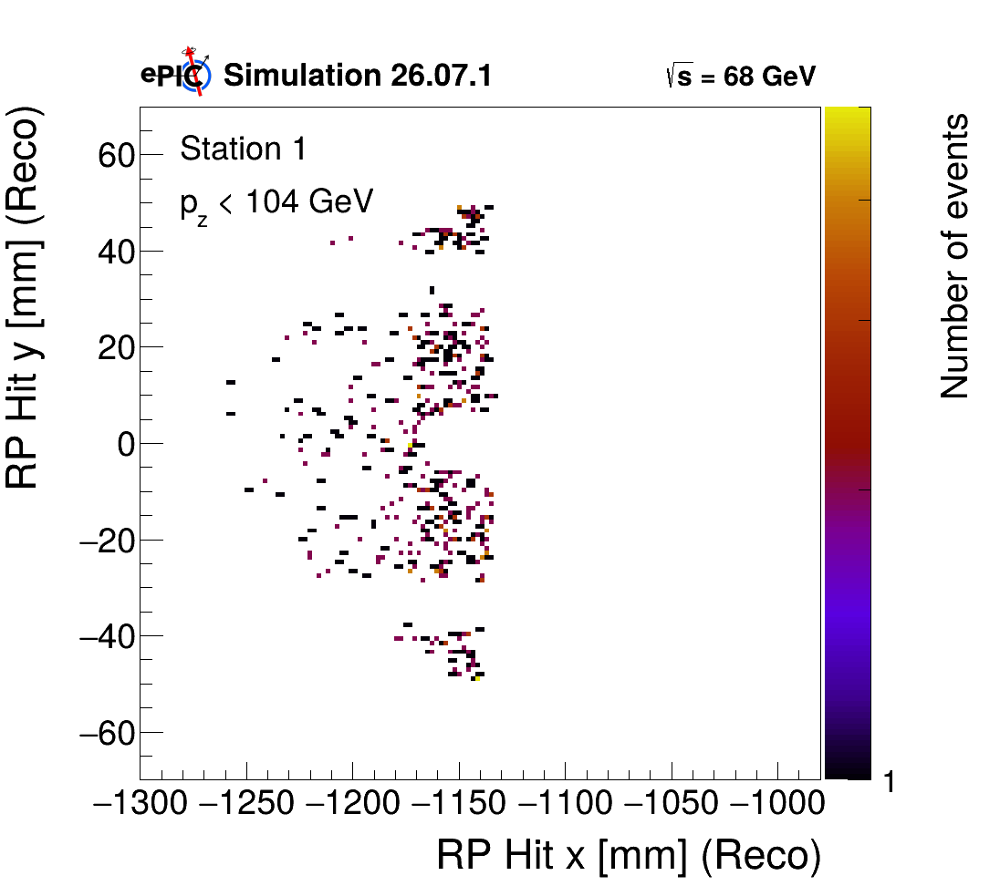 ePIC Simulation 26.07.1
√s = 68 GeV
Station 1
p_z < 104 GeV
RP Hit y [mm] (Reco)
60
40
20
0
−20
−40
−60
−1300 −1250 −1200 −1150 −1100 −1050 −1000
RP Hit x [mm] (Reco)
1
Number of events